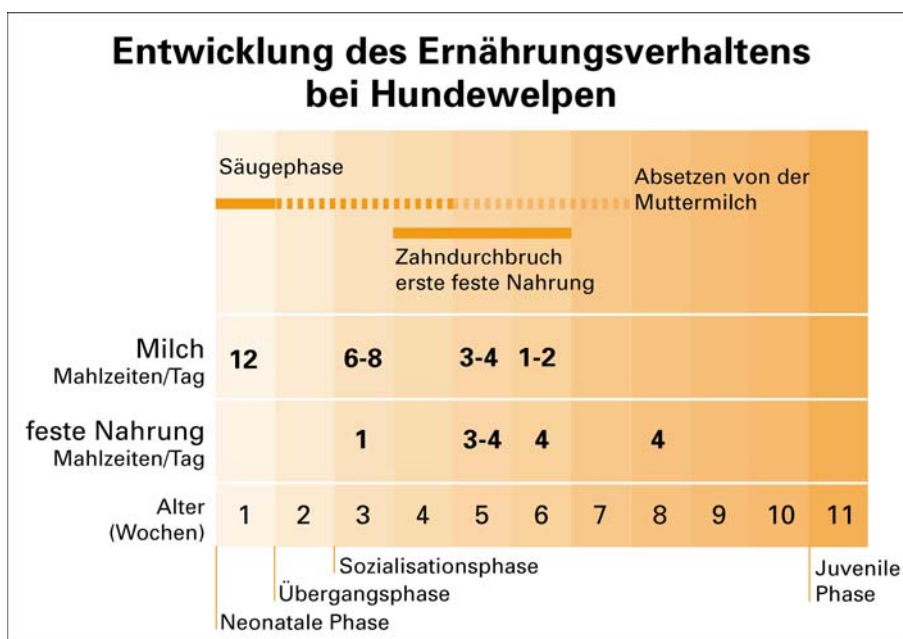 Entwicklung des Ernährungsverhaltens
bei Hundewelpen
Säugephase
Absetzen von der
Muttermilch
Zahndurchbruch
erste feste Nahrung
Milch
Mahlzeiten/Tag
12 6-8 3-4 1-2
feste Nahrung
Mahlzeiten/Tag
1 3-4 4 4
Alter
(Wochen)
1 2 3 4 5 6 7 8 9 10 11
Sozialisationsphase
Übergangsphase
Neonatale Phase
Juvenile
Phase